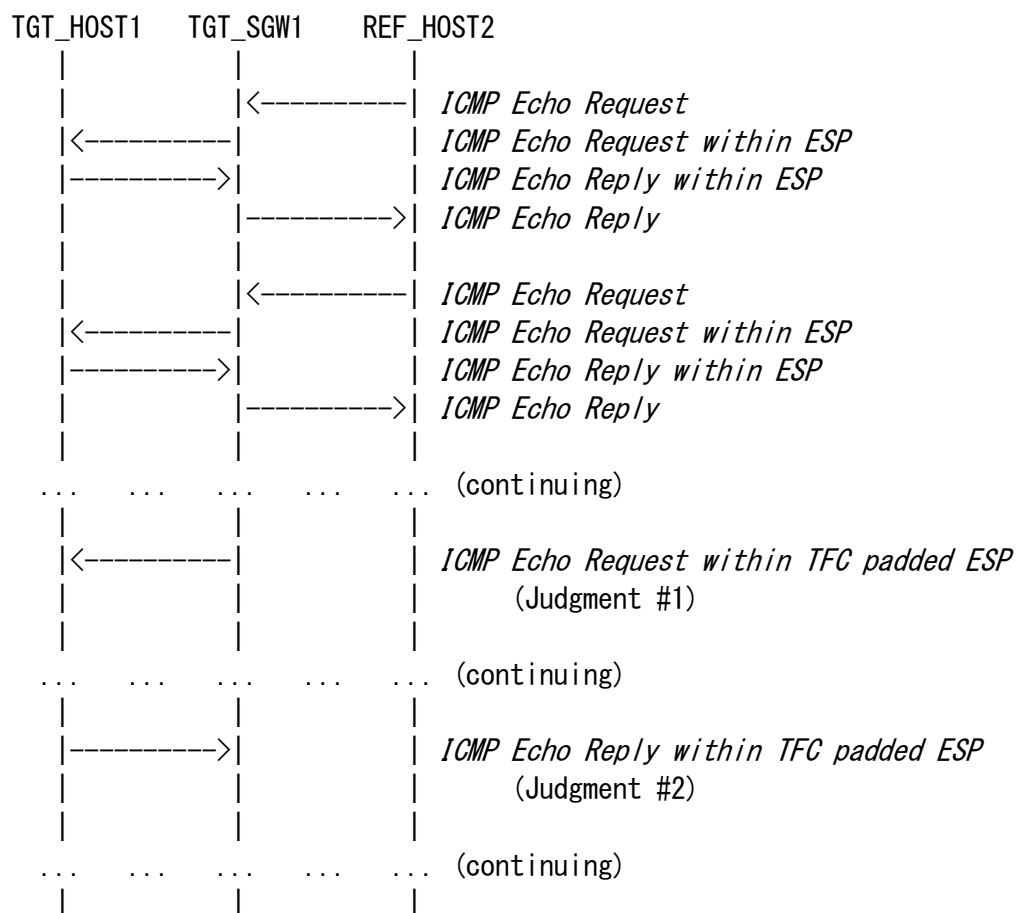 TGT_HOST1   TGT_SGW1   REF_HOST2
   |           |           |
   |           |<----------| ICMP Echo Request
   |<----------|           | ICMP Echo Request within ESP
   |---------->|           | ICMP Echo Reply within ESP
   |           |---------->| ICMP Echo Reply
   |           |           |
   |           |<----------| ICMP Echo Request
   |<----------|           | ICMP Echo Request within ESP
   |---------->|           | ICMP Echo Reply within ESP
   |           |---------->| ICMP Echo Reply
   |           |           |
  ...   ...   ...   ...   ... (continuing)
   |           |           |
   |<----------|           | ICMP Echo Request within TFC padded ESP
   |           |           |      (Judgment #1)
   |           |           |
  ...   ...   ...   ...   ... (continuing)
   |           |           |
   |---------->|           | ICMP Echo Reply within TFC padded ESP
   |           |           |      (Judgment #2)
   |           |           |
  ...   ...   ...   ...   ... (continuing)
   |           |           |